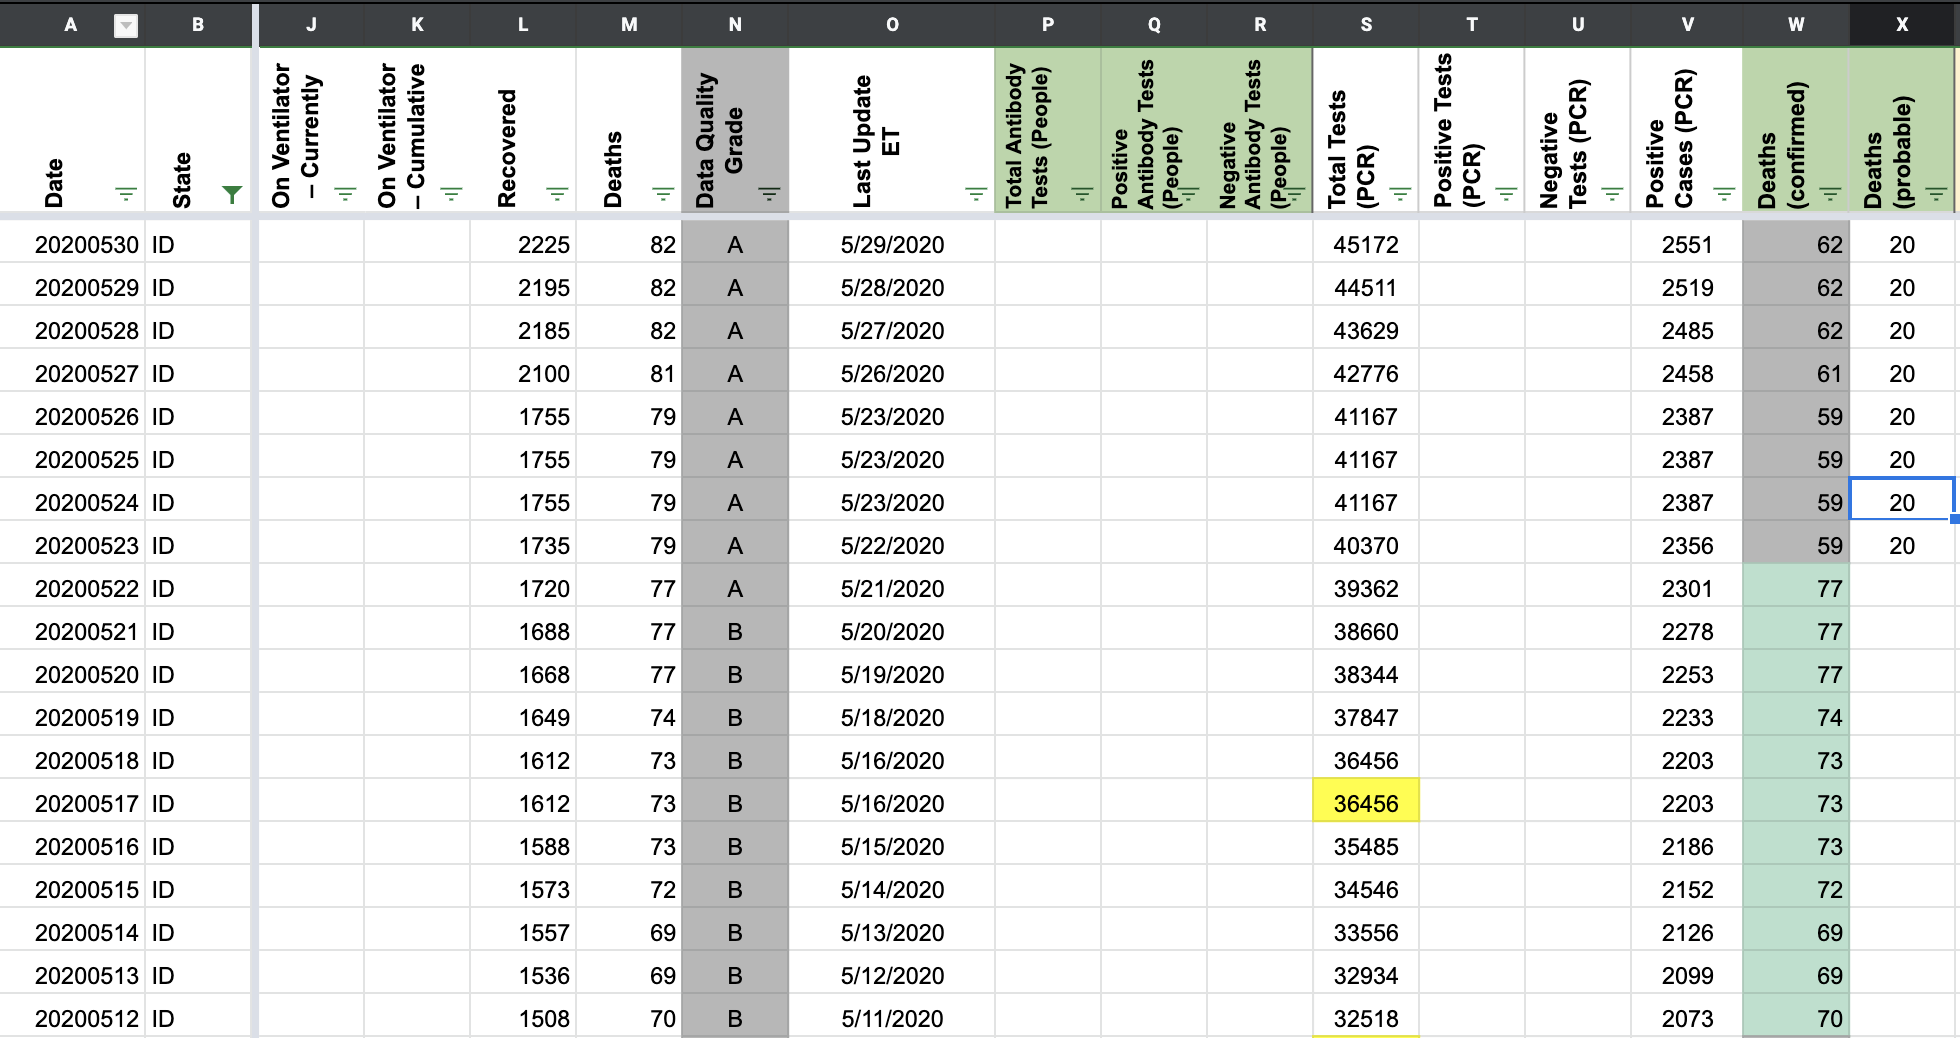 A B J K L M N O P Q R S T U V W X
Date State On Ventilator – Currently On Ventilator – Cumulative Recovered Deaths Data Quality Grade Last Update ET Total Antibody Tests (People) Positive Antibody Tests (People) Negative Antibody Tests (People) Total Tests (PCR) Positive Tests (PCR) Negative Tests (PCR) Positive Cases (PCR) Deaths (confirmed) Deaths (probable)
20200530 ID 2225 82 A 5/29/2020 45172 2551 62 20
20200529 ID 2195 82 A 5/28/2020 44511 2519 62 20
20200528 ID 2185 82 A 5/27/2020 43629 2485 62 20
20200527 ID 2100 81 A 5/26/2020 42776 2458 61 20
20200526 ID 1755 79 A 5/23/2020 41167 2387 59 20
20200525 ID 1755 79 A 5/23/2020 41167 2387 59 20
20200524 ID 1755 79 A 5/23/2020 41167 2387 59 20
20200523 ID 1735 79 A 5/22/2020 40370 2356 59 20
20200522 ID 1720 77 A 5/21/2020 39362 2301 77
20200521 ID 1688 77 B 5/20/2020 38660 2278 77
20200520 ID 1668 77 B 5/19/2020 38344 2253 77
20200519 ID 1649 74 B 5/18/2020 37847 2233 74
20200518 ID 1612 73 B 5/16/2020 36456 2203 73
20200517 ID 1612 73 B 5/16/2020 36456 2203 73
20200516 ID 1588 73 B 5/15/2020 35485 2186 73
20200515 ID 1573 72 B 5/14/2020 34546 2152 72
20200514 ID 1557 69 B 5/13/2020 33556 2126 69
20200513 ID 1536 69 B 5/12/2020 32934 2099 69
20200512 ID 1508 70 B 5/11/2020 32518 2073 70